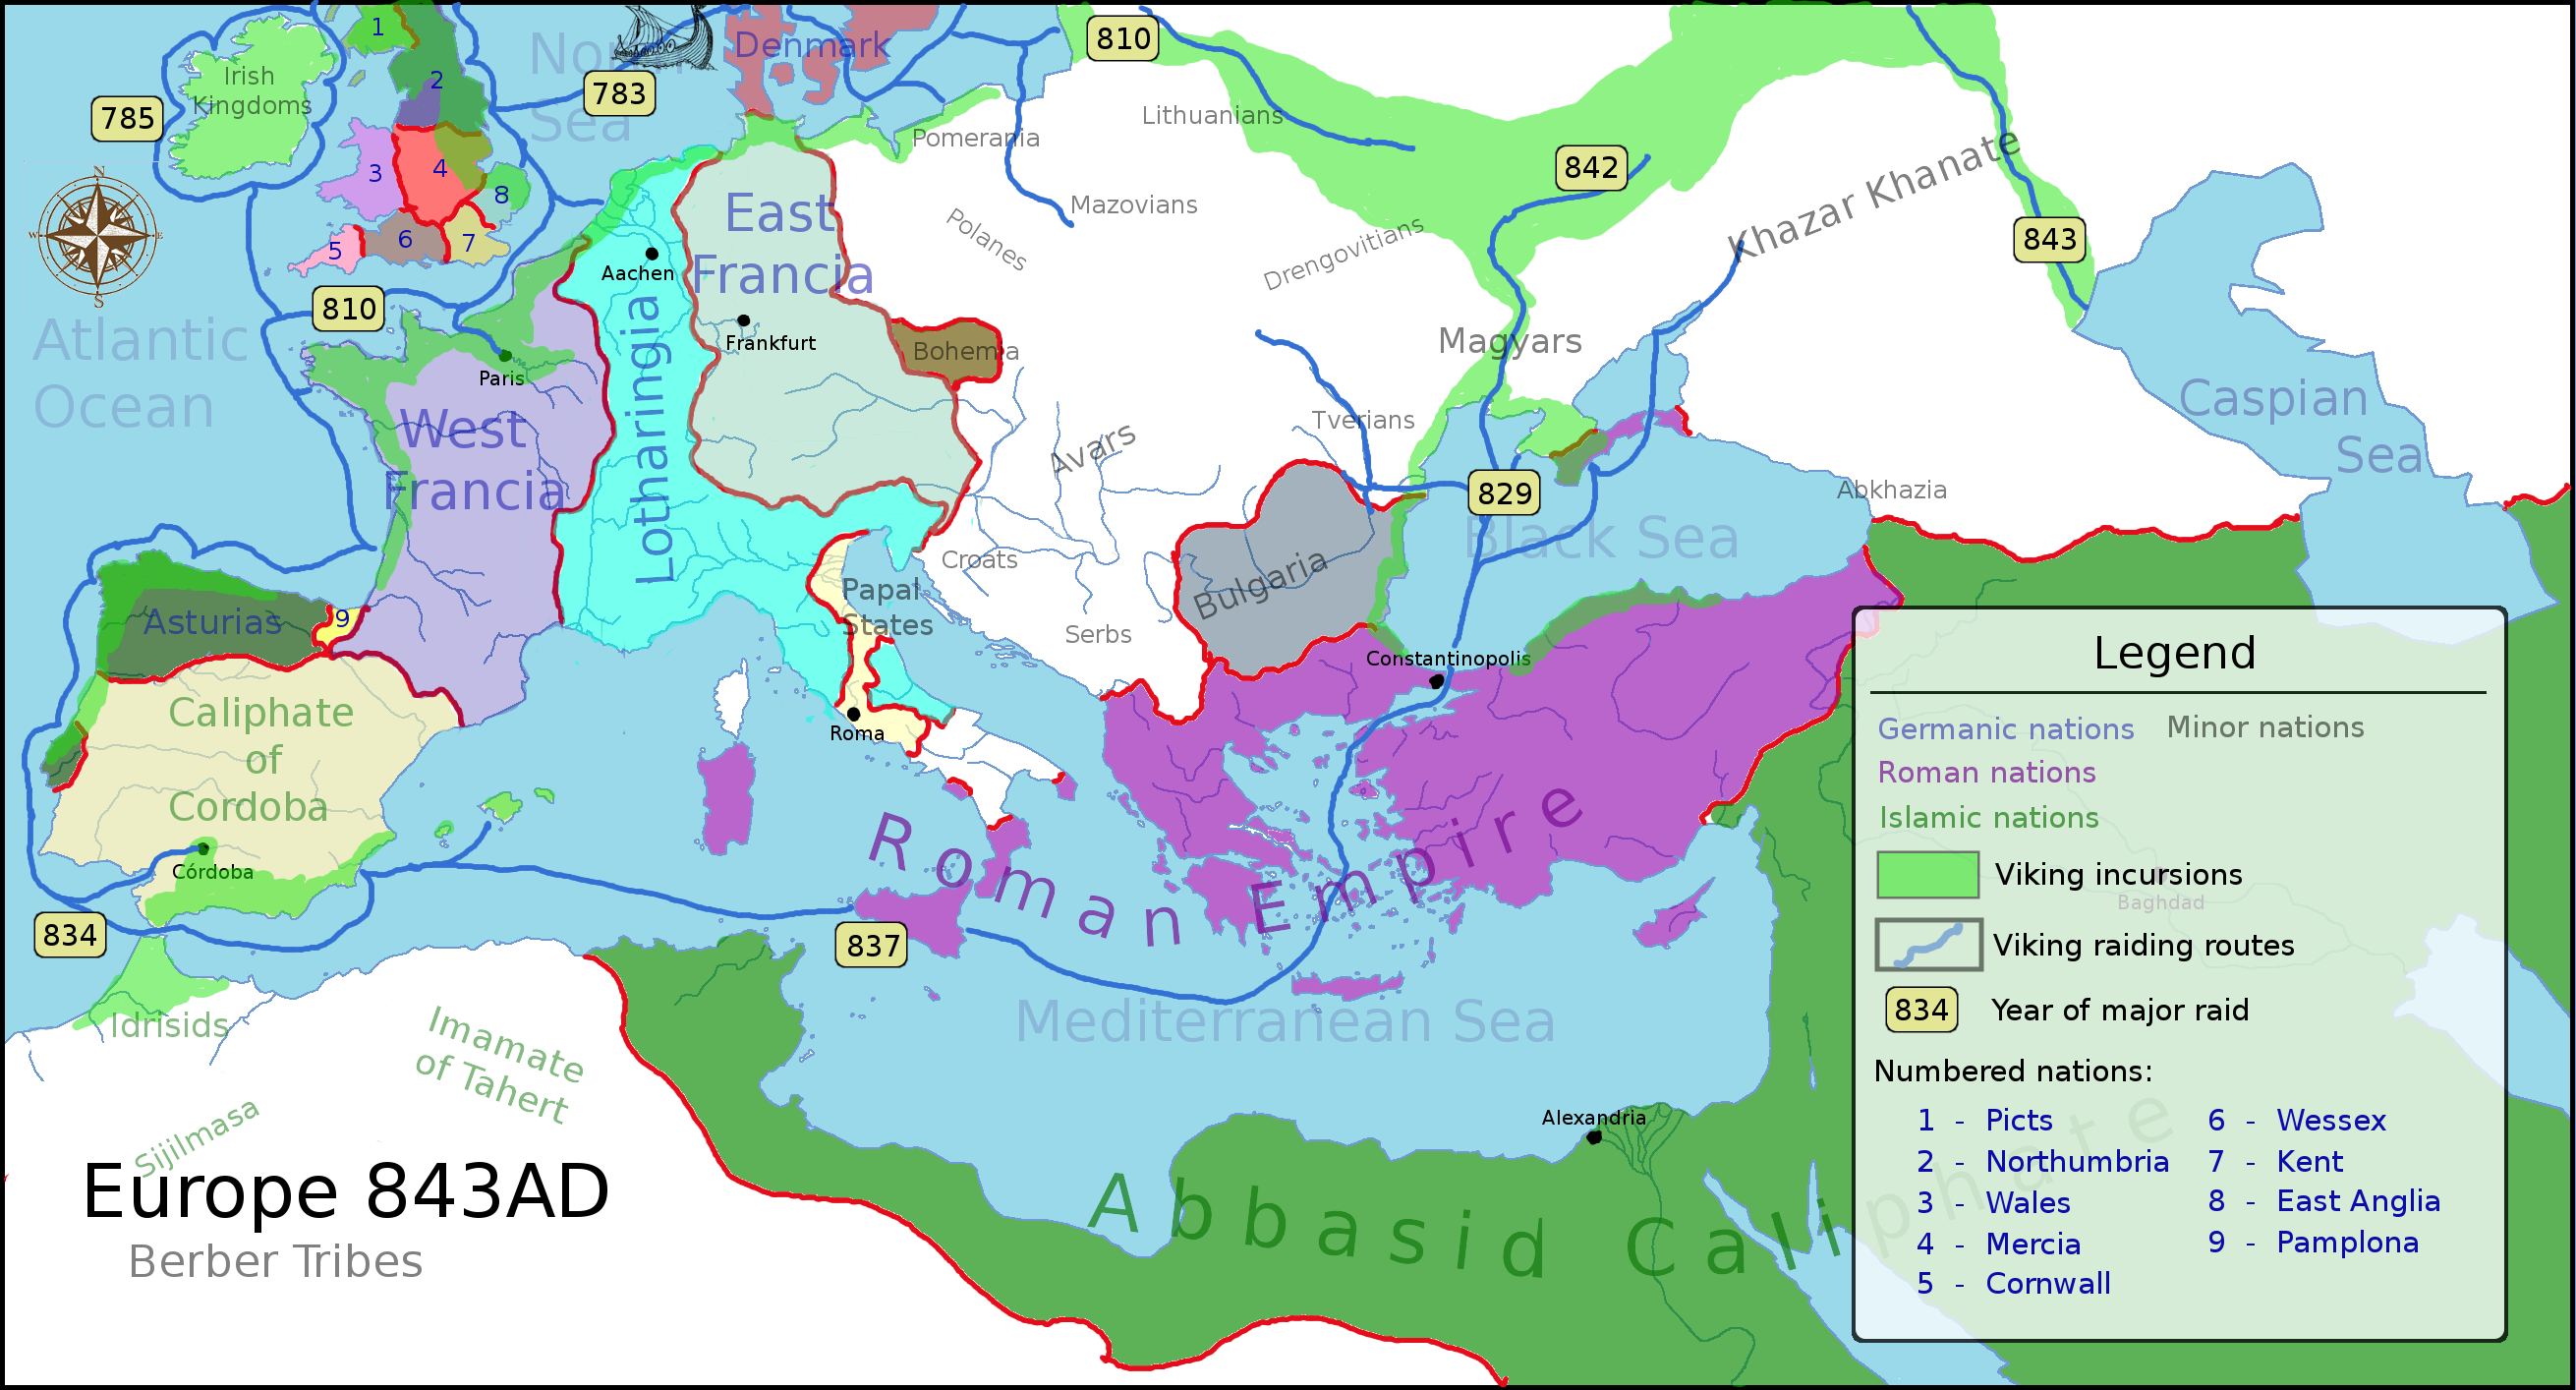 1
810
North
Sea
Denmark
Irish
Kingdoms
2
785
783
Lithuanians
Pomerania
842
N
W
E
S
3
4
8
Khazar Khanate
East
Francia
Mazovians
Polanes
Drengovitians
843
5
6
7
Aachen
810
Atlantic
Ocean
Lotharingia
Frankfurt
Bohemia
Magyars
Paris
West
Francia
Tverians
Avars
Caspian
Sea
829
Abkhazia
Black Sea
Croats
Bulgaria
Papal
States
Asturias
9
Serbs
Constantinopolis
Caliphate
of
Cordoba
Roma
Córdoba
Roman Empire
834
837
Idrisids
Imamate
of Tahert
Mediterranean Sea
Sijilmasa
Alexandria
Abbasid Caliphate
Europe 843AD
Berber Tribes
Legend
Germanic nations Minor nations
Roman nations
Islamic nations
Viking incursions
Baghdad
Viking raiding routes
834 Year of major raid
Numbered nations:
1 - Picts
2 - Northumbria
3 - Wales
4 - Mercia
5 - Cornwall
6 - Wessex
7 - Kent
8 - East Anglia
9 - Pamplona